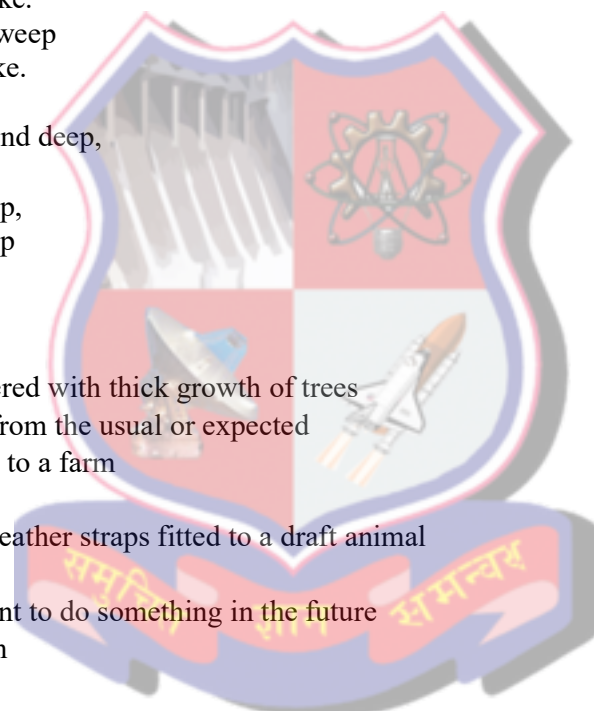 ke.
weep
ke.
nd deep,
p,
p
ered with thick growth of trees
from the usual or expected
to a farm
eather straps fitted to a draft animal
nt to do something in the future
n
समुचित ज्ञान समन्वय